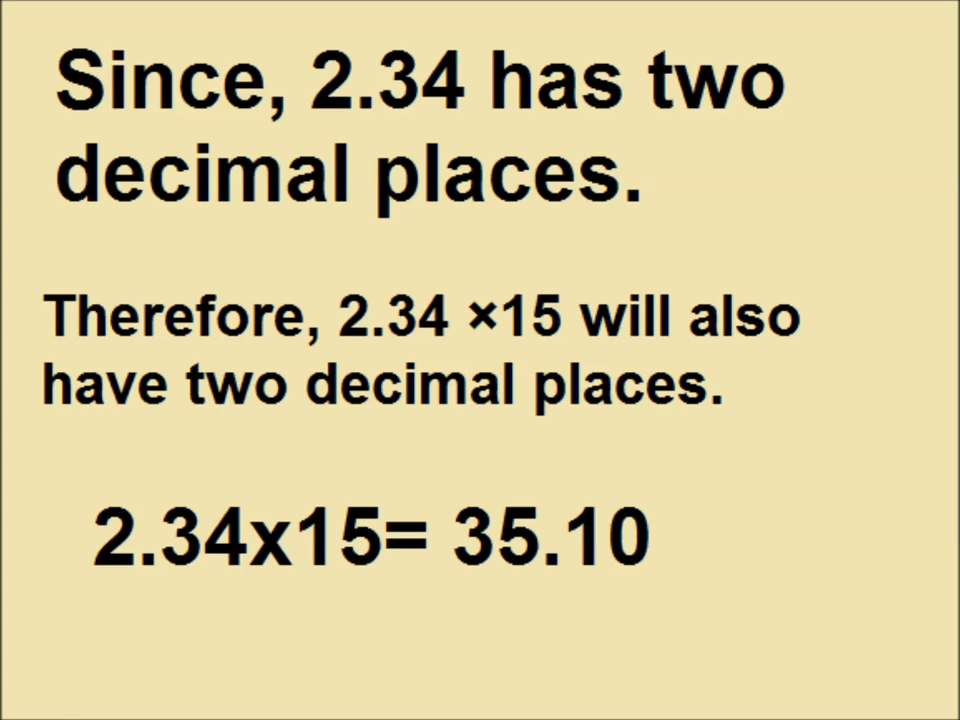 Since, 2.34 has two
decimal places.
Therefore, 2.34 ×15 will also
have two decimal places.
2.34x15= 35.10